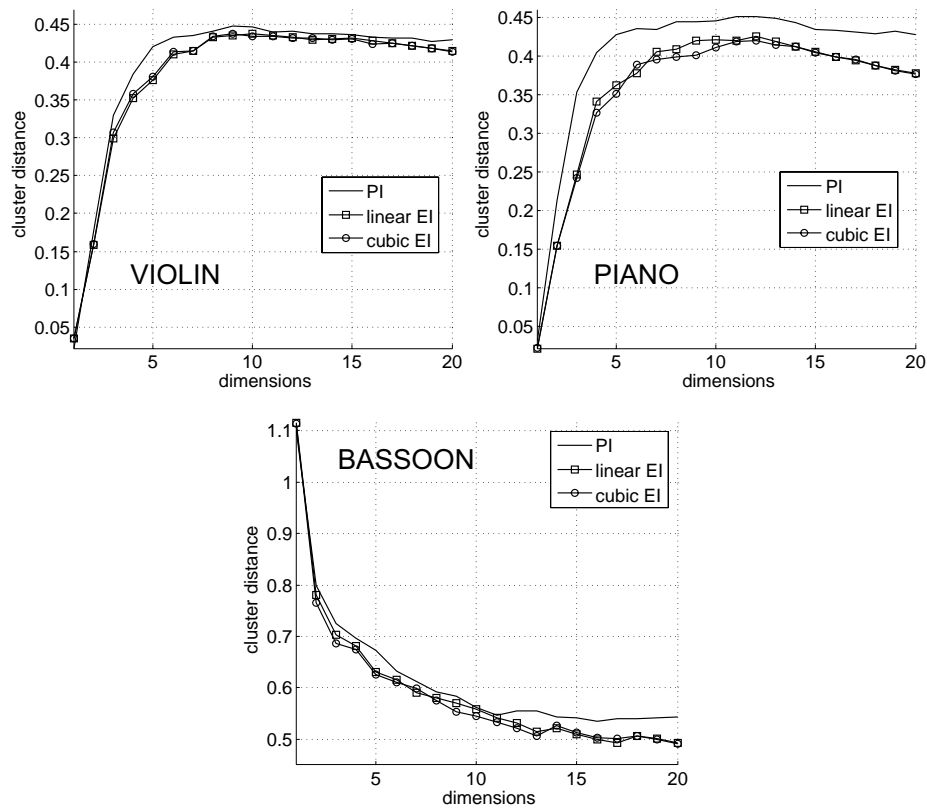 0.45
0.4
0.35
0.3
0.25
0.2
0.15
0.1
0.05
cluster distance
PI
linear EI
cubic EI
VIOLIN
5
10
15
20
dimensions
0.45
0.4
0.35
0.3
0.25
0.2
0.15
0.1
0.05
cluster distance
PI
linear EI
cubic EI
PIANO
5
10
15
20
dimensions
1.1
1
0.9
0.8
0.7
0.6
0.5
cluster distance
BASSOON
PI
linear EI
cubic EI
5
10
15
20
dimensions